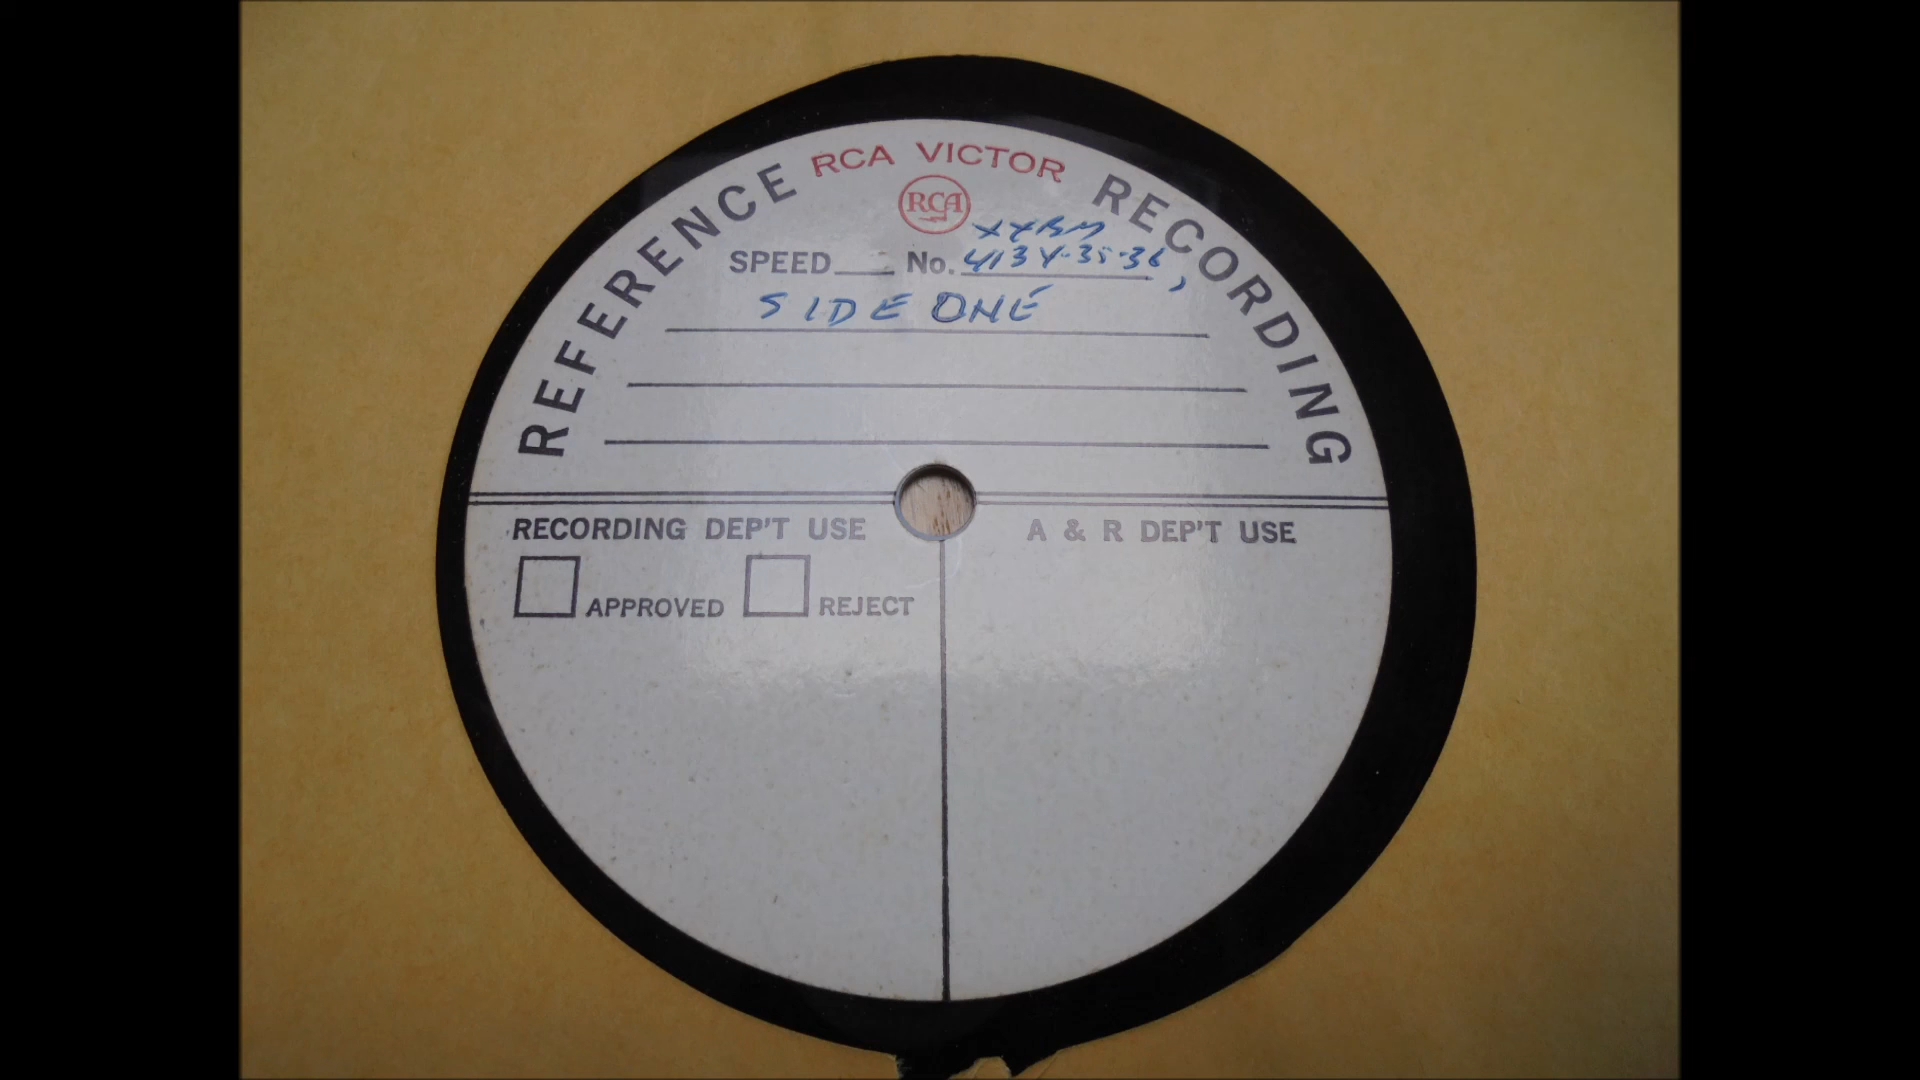 RCA VICTOR
REFERENCE RECORDING
RCA
SPEED No. 4134-35-36,
SIDE ONE
RECORDING DEP'T USE
APPROVED REJECT
A & R DEP'T USE